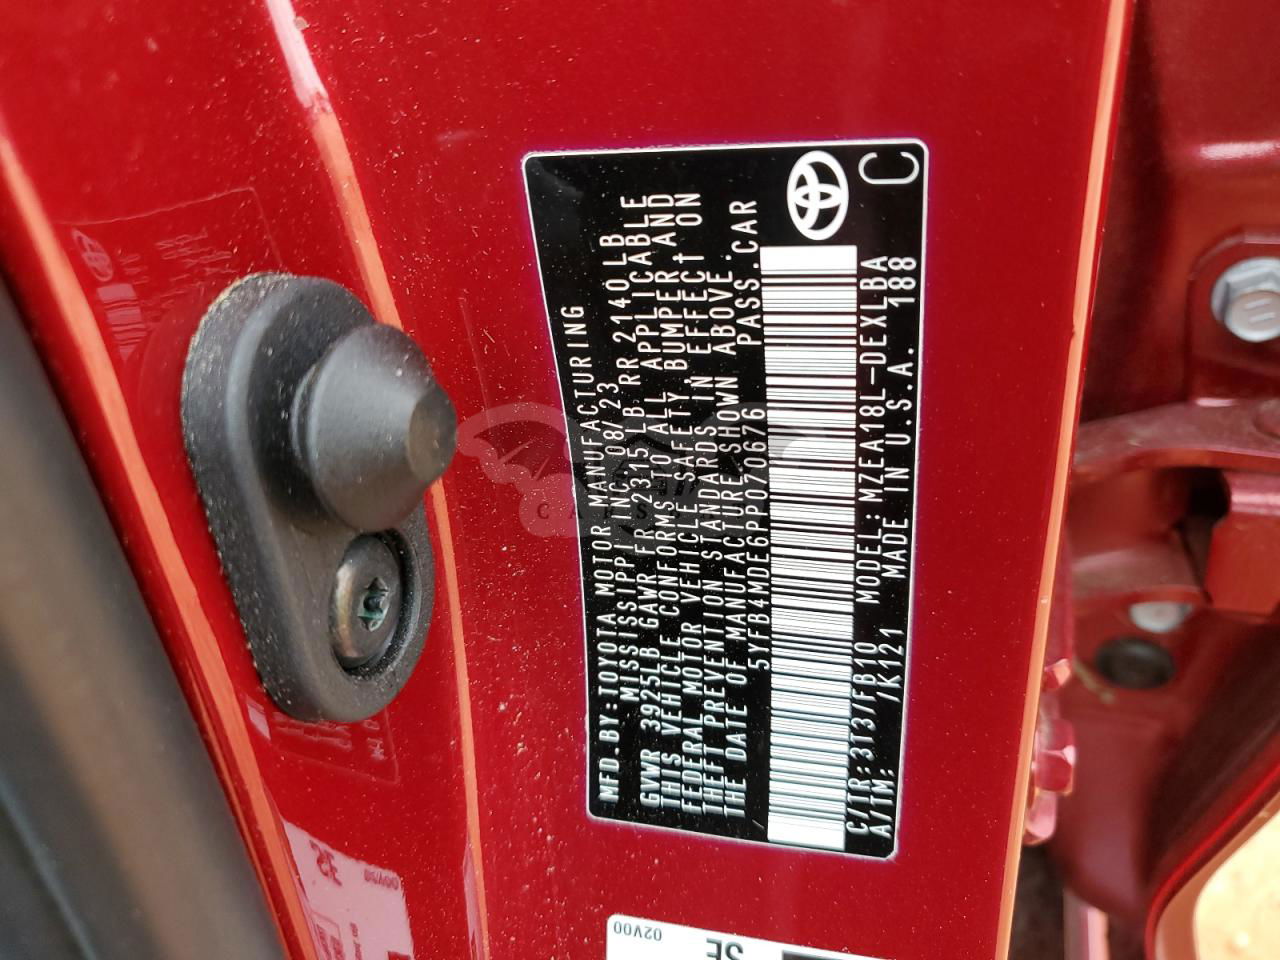 MFD.BY:TOYOTA MOTOR MANUFACTURING
MISSISSIPPI INC 08/23
GVWR 3925LB GAWR FR 2315LB RR 2140LB
THIS VEHICLE CONFORMS TO ALL APPLICABLE
FEDERAL MOTOR VEHICLE SAFETY BUMPER, AND
THEFT PREVENTION STANDARDS IN EFFECT ON
THE DATE OF MANUFACTURE SHOWN ABOVE.
5YFB4MDE6PP070676 PASS.CAR
C/TR:3T3/FB10 MODEL:MZEA18L-DEXLBA
A/TM: /K121 MADE IN U.S.A. 188
C
02V00
SE
CARS